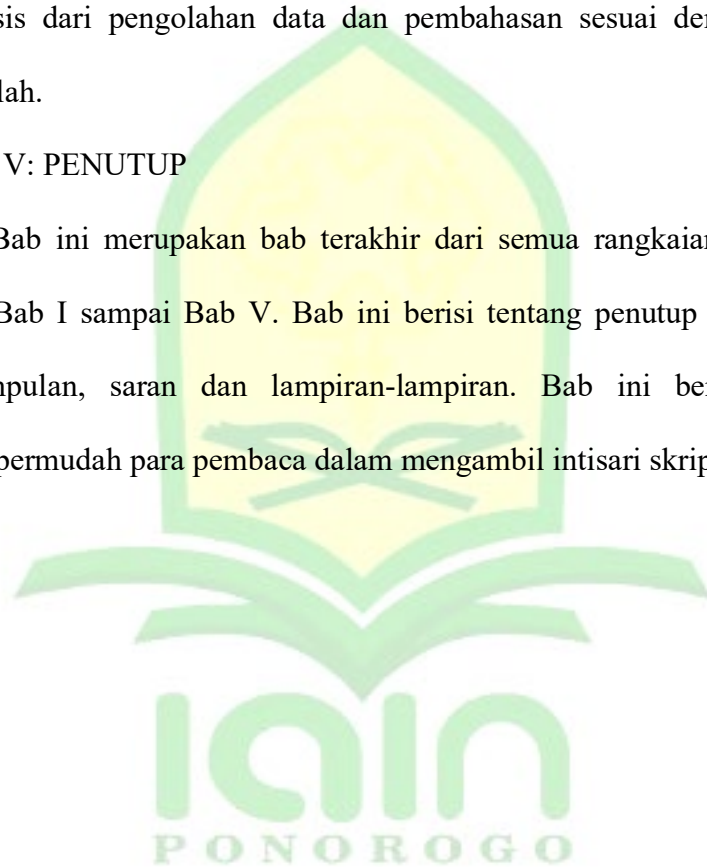 sis dari pengolahan data dan pembahasan sesuai de
lah.
V: PENUTUP
Bab ini merupakan bab terakhir dari semua rangkaian
Bab I sampai Bab V. Bab ini berisi tentang penutup
pulan, saran dan lampiran-lampiran. Bab ini be
permudah para pembaca dalam mengambil intisari skrip
iain
PONOROGO